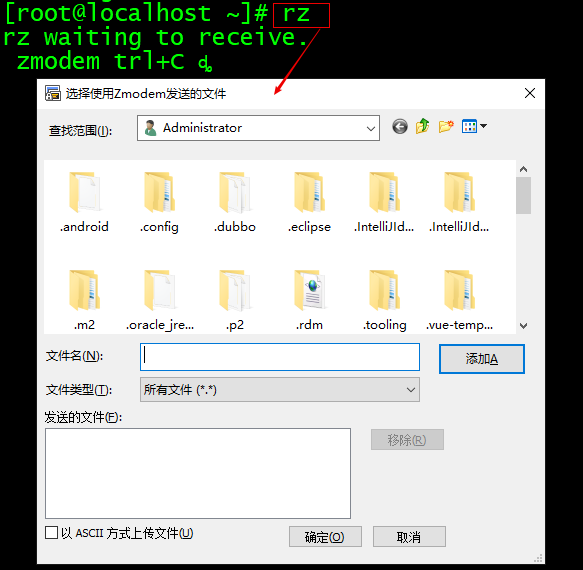 [root@localhost ~]# rz
rz waiting to receive.
zmodem trl+C
选择使用Zmodem发送的文件
查找范围(I):
Administrator
.android .config .dubbo .eclipse .IntelliJId... .IntelliJId...
.m2 .oracle_jre... .p2 .rdm .tooling .vue-temp...
文件名(N):
添加A
文件类型(T):
所有文件 (*.*)
发送的文件(F):
移除(R)
以 ASCII 方式上传文件(U)
确定(O)
取消